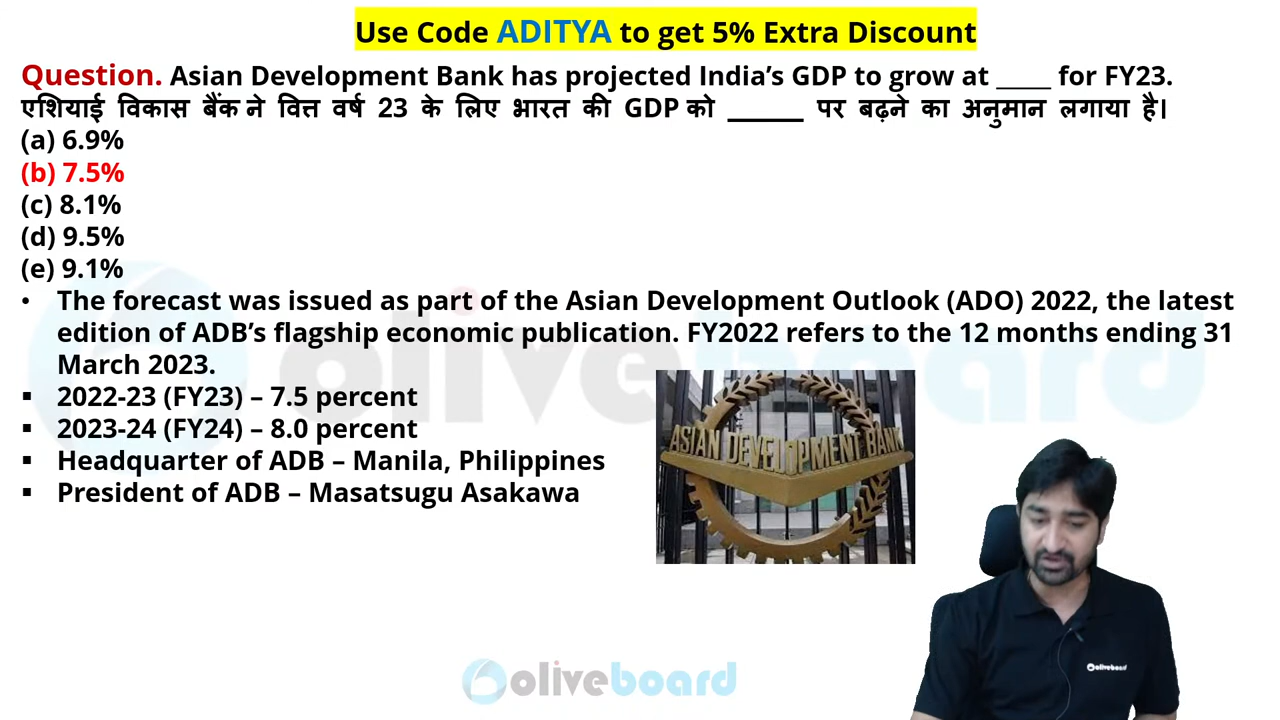 Use Code ADITYA to get 5% Extra Discount
Question. Asian Development Bank has projected India’s GDP to grow at _____ for FY23.
एशियाई विकास बैंक ने वित्त वर्ष 23 के लिए भारत की GDP को ______ पर बढ़ने का अनुमान लगाया है।
(a) 6.9%
(b) 7.5%
(c) 8.1%
(d) 9.5%
(e) 9.1%
• The forecast was issued as part of the Asian Development Outlook (ADO) 2022, the latest
edition of ADB’s flagship economic publication. FY2022 refers to the 12 months ending 31
March 2023.
▪ 2022-23 (FY23) – 7.5 percent
▪ 2023-24 (FY24) – 8.0 percent
▪ Headquarter of ADB – Manila, Philippines
▪ President of ADB – Masatsugu Asakawa
ASIAN DEVELOPMENT BANK
oliveboard
oliveboard
oliveboard